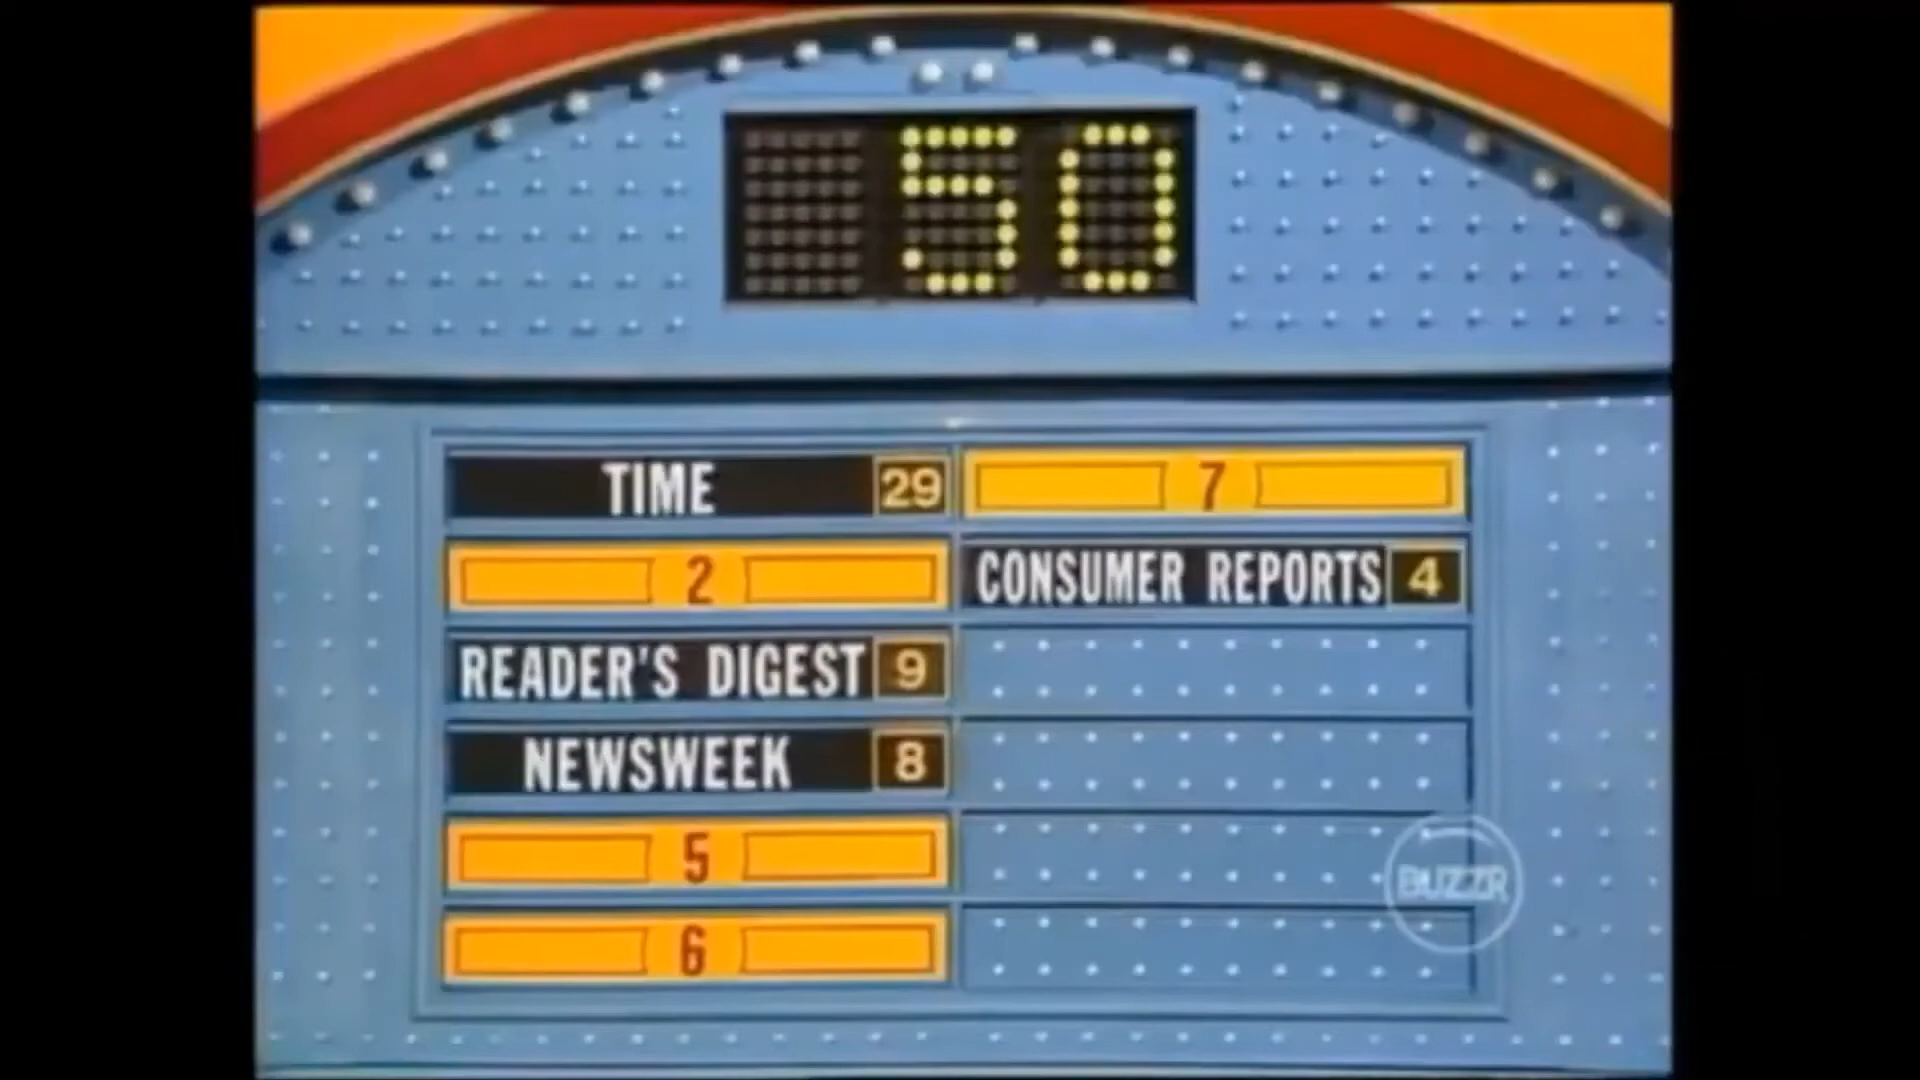 50
TIME 29
2
READER'S DIGEST 9
NEWSWEEK 8
5
6
7
CONSUMER REPORTS 4
BUZZR